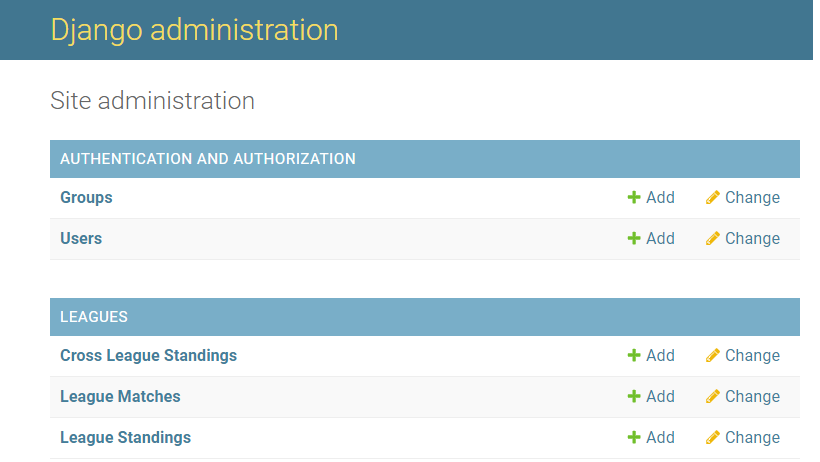 Django administration
Site administration
AUTHENTICATION AND AUTHORIZATION
Groups Add Change
Users Add Change
LEAGUES
Cross League Standings Add Change
League Matches Add Change
League Standings Add Change